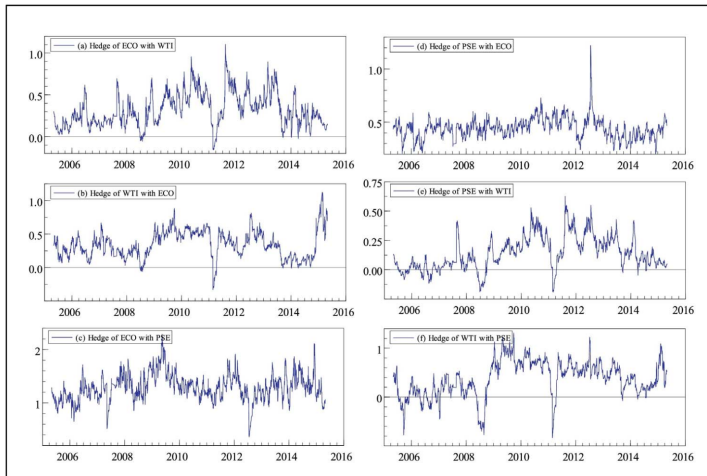 (a) Hedge of ECO with WTI
1.0
0.5
0.0
2006 2008 2010 2012 2014 2016
(b) Hedge of WTI with ECO
1.0
0.5
0.0
2006 2008 2010 2012 2014 2016
(c) Hedge of ECO with PSE
2
1
2006 2008 2010 2012 2014 2016
(d) Hedge of PSE with ECO
1.0
0.5
2006 2008 2010 2012 2014 2016
0.75
(e) Hedge of PSE with WTI
0.50
0.25
0.00
2006 2008 2010 2012 2014 2016
(f) Hedge of WTI with PSE
1
0
2006 2008 2010 2012 2014 2016